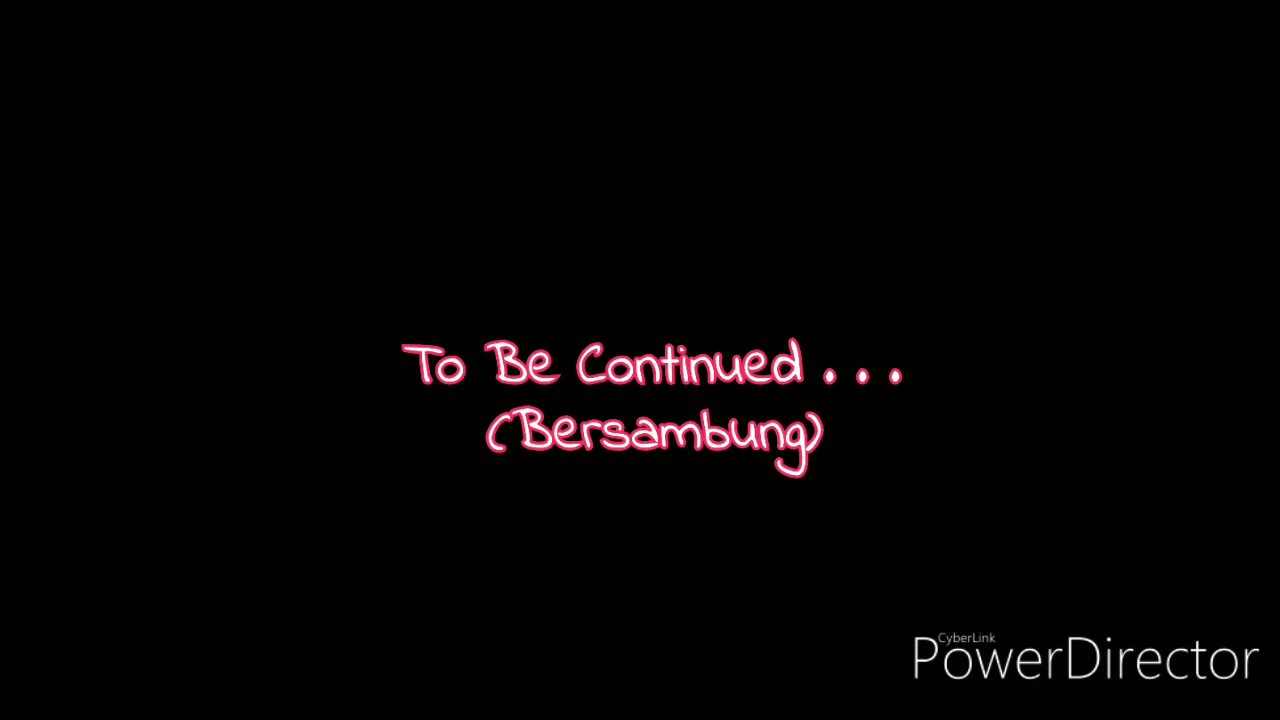 To Be Continued . . .
(Bersambung)
CyberLink
PowerDirector